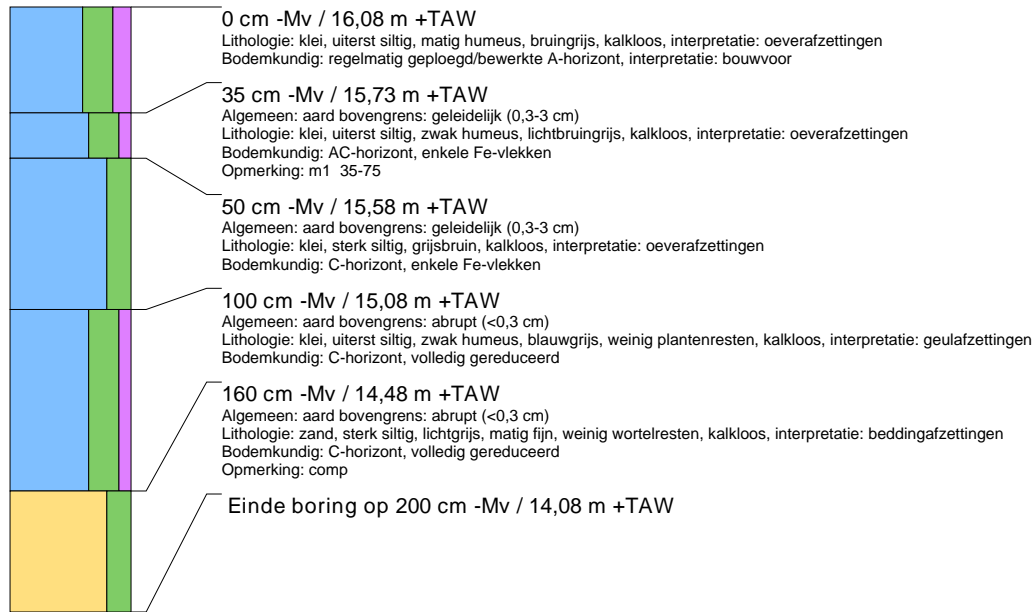 0 cm -Mv / 16,08 m +TAW
Lithologie: klei, uiterst siltig, matig humeus, bruingrijs, kalkloos, interpretatie: oeverafzettingen
Bodemkundig: regelmatig geploegd/bewerkte A-horizont, interpretatie: bouwvoor
35 cm -Mv / 15,73 m +TAW
Algemeen: aard bovengrens: geleidelijk (0,3-3 cm)
Lithologie: klei, uiterst siltig, zwak humeus, lichtbruingrijs, kalkloos, interpretatie: oeverafzettingen
Bodemkundig: AC-horizont, enkele Fe-vlekken
Opmerking: m1 35-75
50 cm -Mv / 15,58 m +TAW
Algemeen: aard bovengrens: geleidelijk (0,3-3 cm)
Lithologie: klei, sterk siltig, grijsbruin, kalkloos, interpretatie: oeverafzettingen
Bodemkundig: C-horizont, enkele Fe-vlekken
100 cm -Mv / 15,08 m +TAW
Algemeen: aard bovengrens: abrupt (<0,3 cm)
Lithologie: klei, uiterst siltig, zwak humeus, blauwgrijs, weinig plantenresten, kalkloos, interpretatie: geulafzettingen
Bodemkundig: C-horizont, volledig gereduceerd
160 cm -Mv / 14,48 m +TAW
Algemeen: aard bovengrens: abrupt (<0,3 cm)
Lithologie: zand, sterk siltig, lichtgrijs, matig fijn, weinig wortelresten, kalkloos, interpretatie: beddingafzettingen
Bodemkundig: C-horizont, volledig gereduceerd
Opmerking: comp
Einde boring op 200 cm -Mv / 14,08 m +TAW